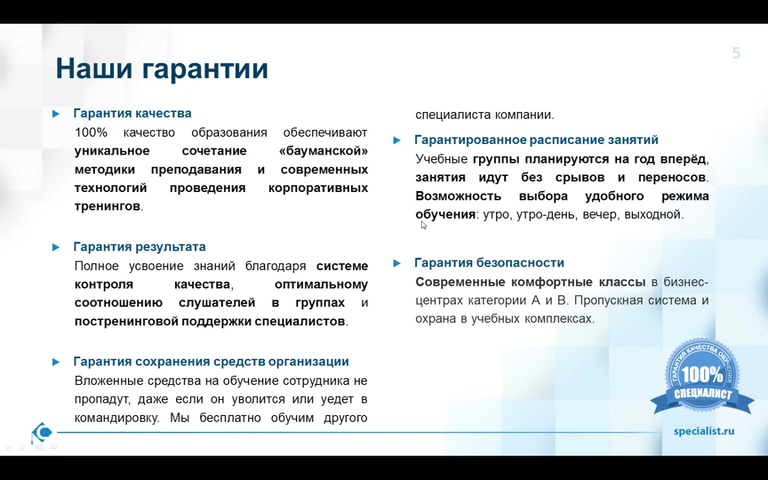 5
Наши гарантии
Гарантия качества
100% качество образования обеспечивают
уникальное сочетание «бауманской»
методики преподавания и современных
технологий проведения корпоративных
тренингов.
Гарантия результата
Полное усвоение знаний благодаря системе
контроля качества, оптимальному
соотношению слушателей в группах и
постренинговой поддержки специалистов.
Гарантия сохранения средств организации
Вложенные средства на обучение сотрудника не
пропадут, даже если он уволится или уедет в
командировку. Мы бесплатно обучим другого
специалиста компании.
Гарантированное расписание занятий
Учебные группы планируются на год вперёд,
занятия идут без срывов и переносов.
Возможность выбора удобного режима
обучения: утро, утро-день, вечер, выходной.
Гарантия безопасности
Современные комфортные классы в бизнес-
центрах категории А и В. Пропускная система и
охрана в учебных комплексах.
ГАРАНТИЯ КАЧЕСТВА ОБУЧЕНИЯ
100%
СПЕЦИАЛИСТ
specialist.ru